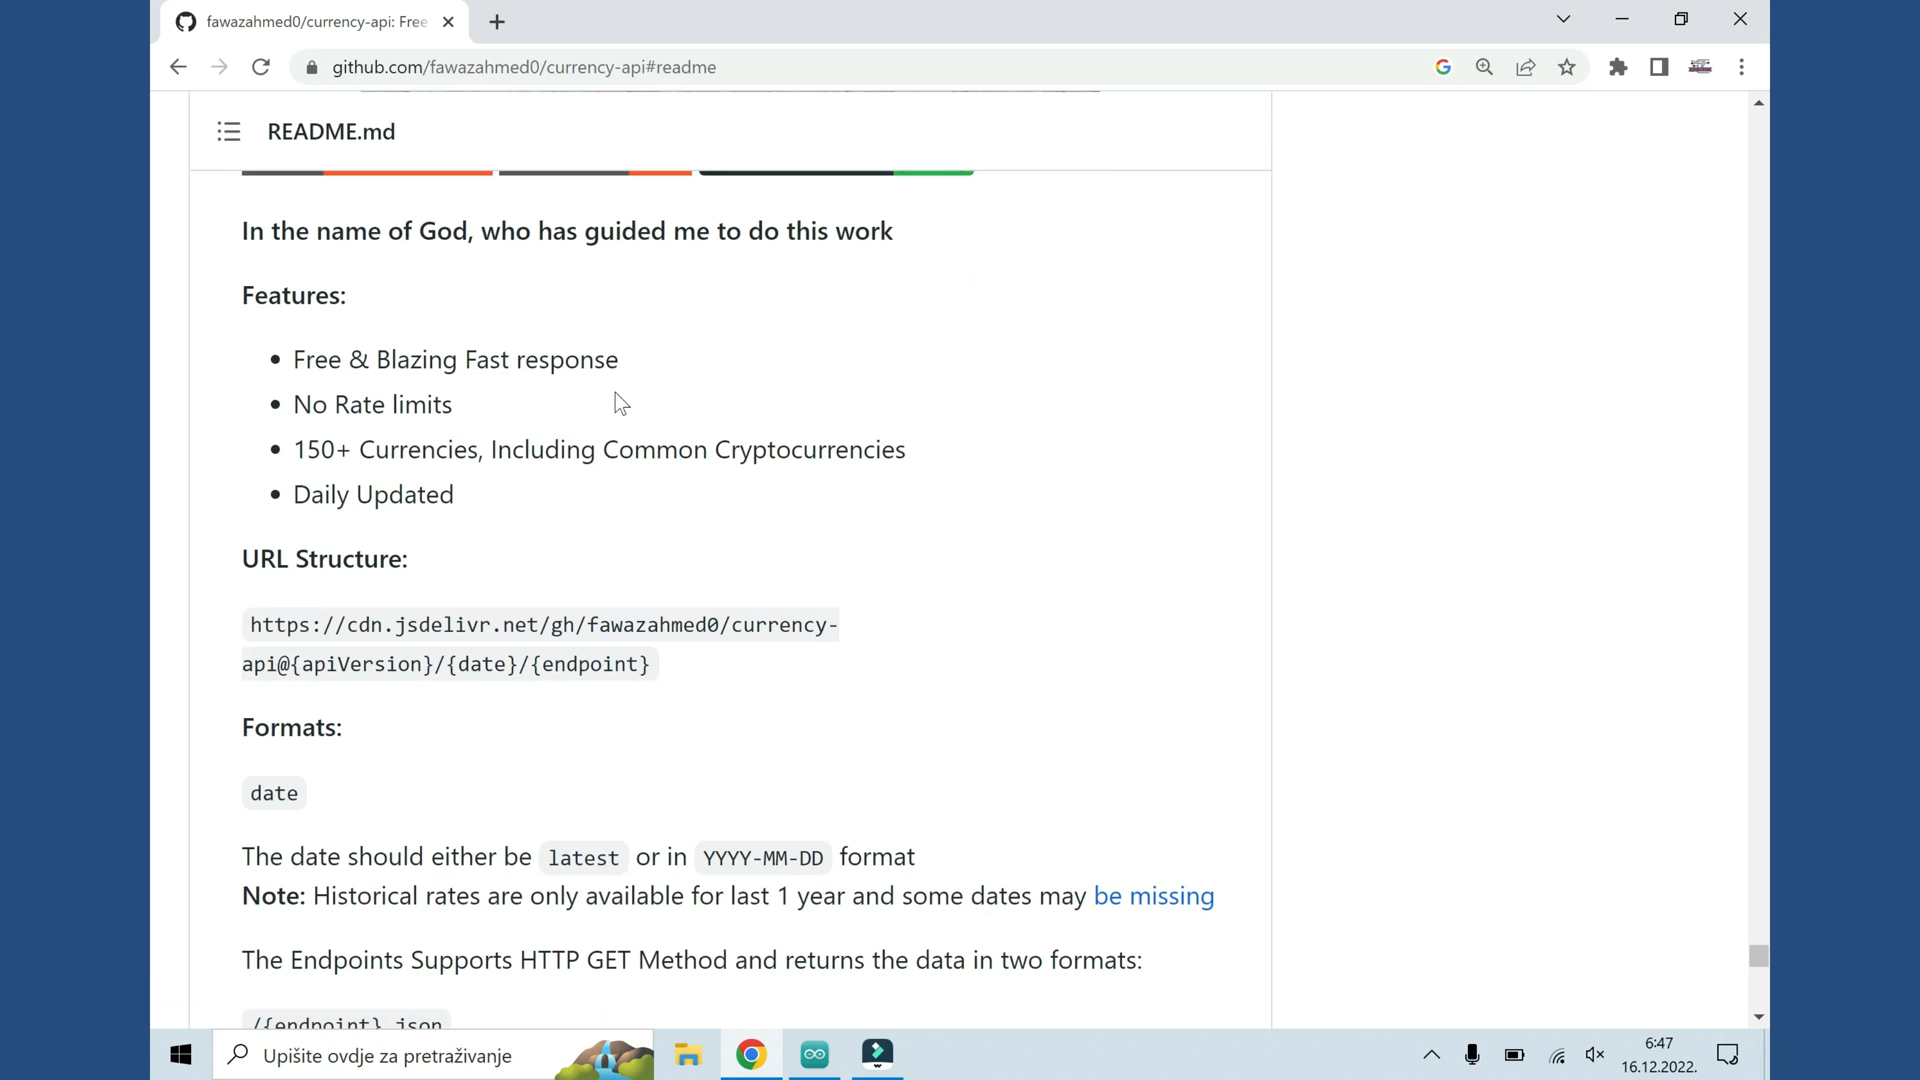 fawazahmed0/currency-api: Free
github.com/fawazahmed0/currency-api#readme
README.md
In the name of God, who has guided me to do this work
Features:
• Free & Blazing Fast response
• No Rate limits
• 150+ Currencies, Including Common Cryptocurrencies
• Daily Updated
URL Structure:
https://cdn.jsdelivr.net/gh/fawazahmed0/currency-
api@{apiVersion}/{date}/{endpoint}
Formats:
date
The date should either be latest or in YYYY-MM-DD format
Note: Historical rates are only available for last 1 year and some dates may be missing
The Endpoints Supports HTTP GET Method and returns the data in two formats:
/{endpoint}.json
Upišite ovdje za pretraživanje
6:47
16.12.2022.